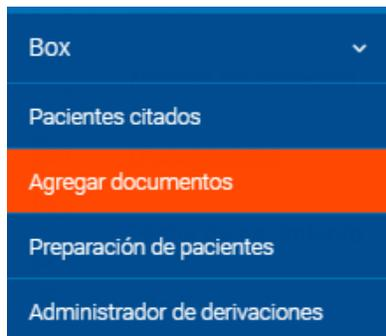 Box
Pacientes citados
Agregar documentos
Preparación de pacientes
Administrador de derivaciones